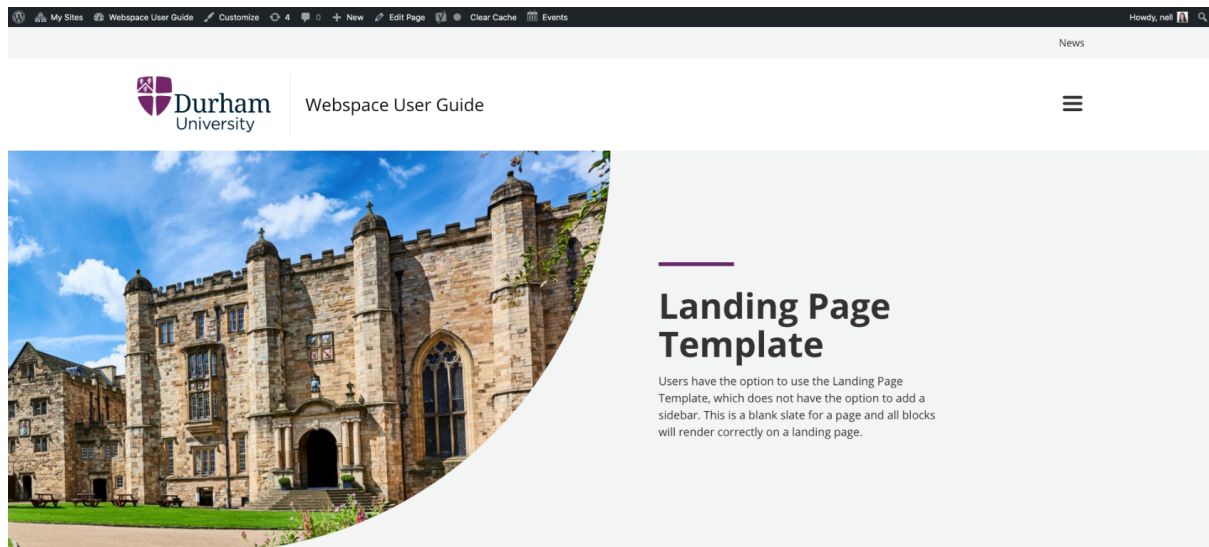 My Sites Webspace User Guide Customize 4 0 New Edit Page Clear Cache Events Howdy, nell
News
Durham
University
Webspace User Guide
Landing Page
Template
Users have the option to use the Landing Page
Template, which does not have the option to add a
sidebar. This is a blank slate for a page and all blocks
will render correctly on a landing page.